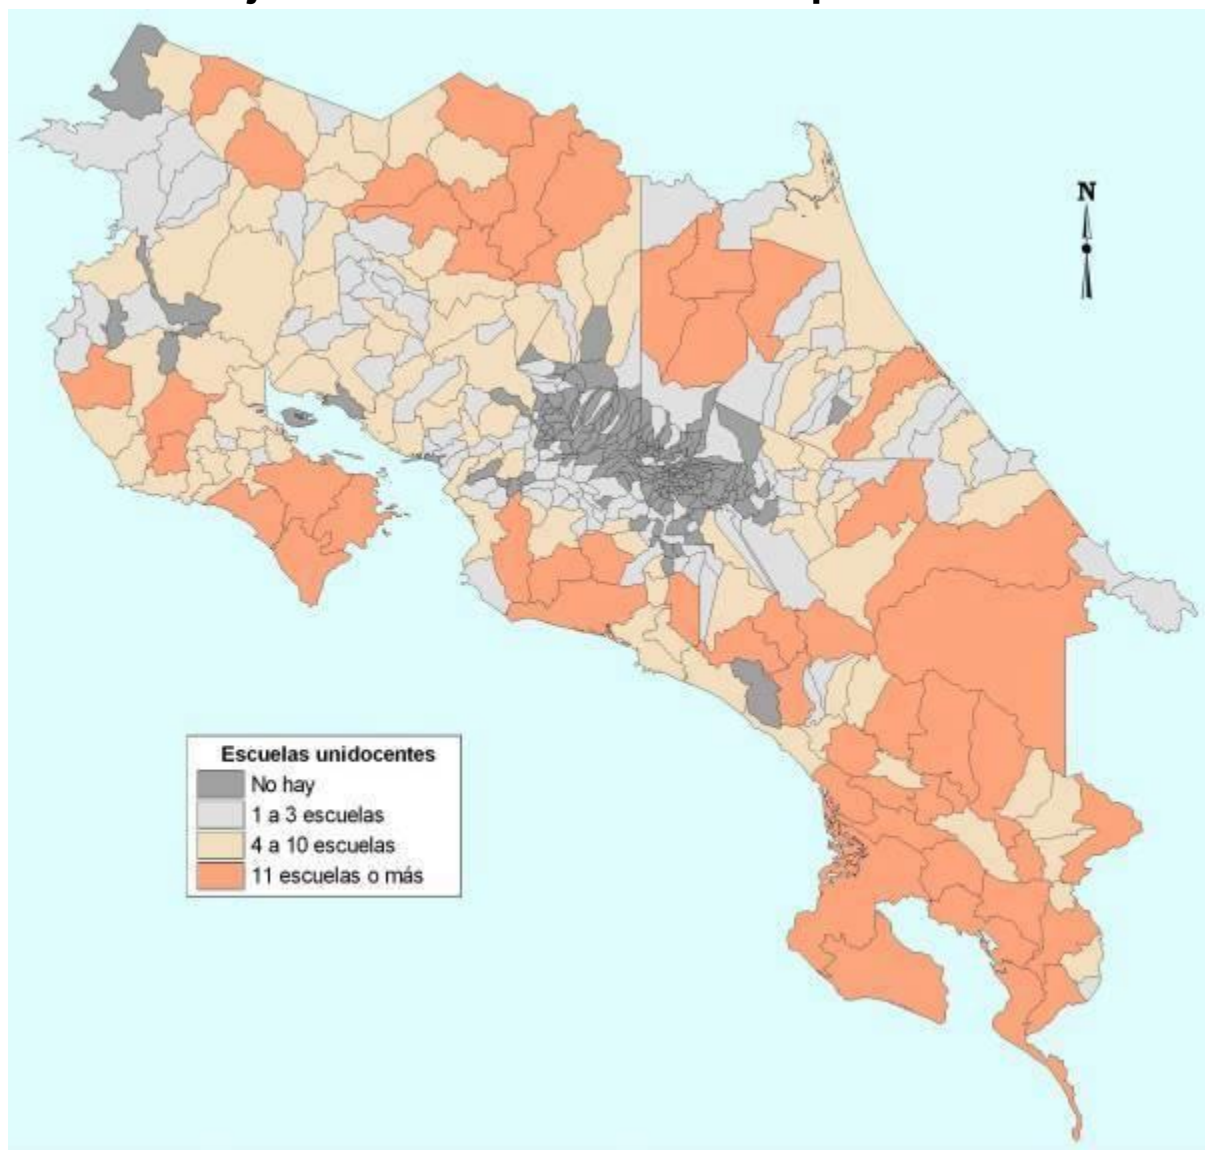 N
Escuelas unidocentes
No hay
1 a 3 escuelas
4 a 10 escuelas
11 escuelas o más